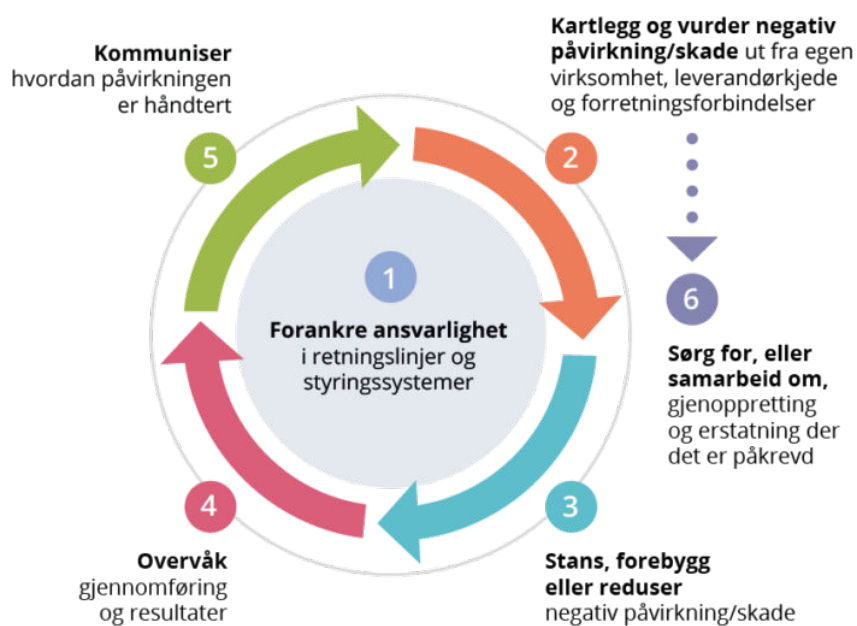 1
Forankre ansvarlighet
i retningslinjer og
styringssystemer
2
Kartlegg og vurder negativ
påvirkning/skade ut fra egen
virksomhet, leverandørkjede
og forretningsforbindelser
3
Stans, forebygg
eller reduser
negativ påvirkning/skade
4
Overvåk
gjennomføring
og resultater
5
Kommuniser
hvordan påvirkningen
er håndtert
6
Sørg for, eller
samarbeid om,
gjenoppretting
og erstatning der
det er påkrevd